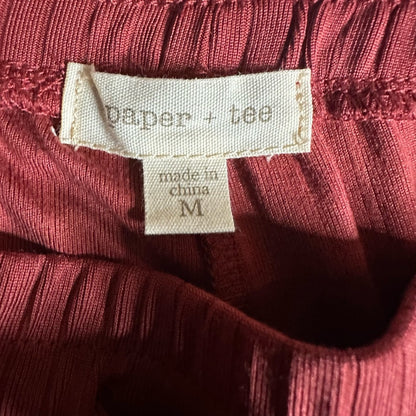 paper + tee
made in
china
M